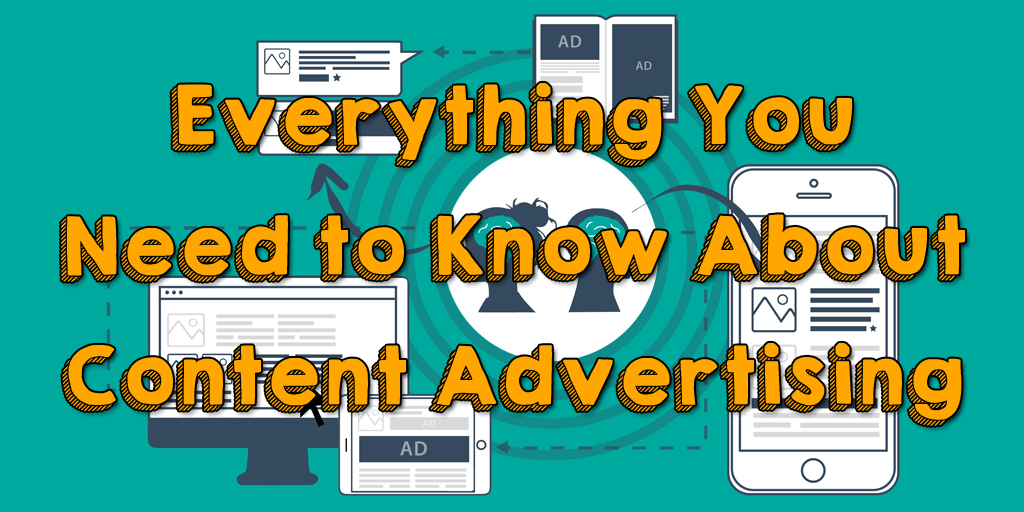 AD
AD
Everything You
Need to Know About
Content Advertising
AD
AD